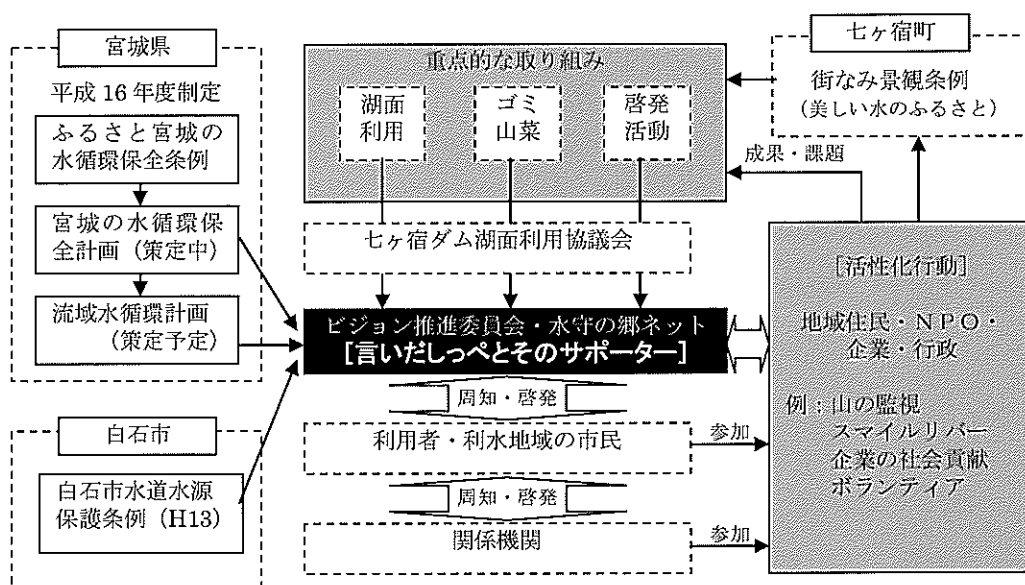 宮城県
平成 16 年度制定
ふるさと宮城の
水循環保全条例
宮城の水循環保
全計画（策定中）
流域水循環計画
（策定予定）
白石市
白石市水道水源
保護条例（H13）
重点的な取り組み
湖面
利用
ゴミ
山菜
啓発
活動
七ヶ宿ダム湖面利用協議会
ビジョン推進委員会・水守の郷ネット
[言いだしっぺとそのサポーター]
周知・啓発
利用者・利水地域の市民
周知・啓発
関係機関
参加
参加
七ヶ宿町
街なみ景観条例
（美しい水のふるさと）
成果・課題
[活性化行動]
地域住民・ＮＰＯ・
企業・行政
例：山の監視
スマイルリバー
企業の社会貢献
ボランティア